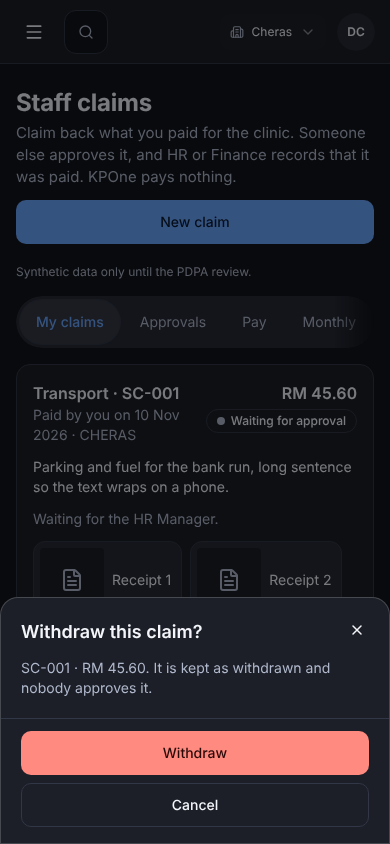 Cheras
DC
Staff claims
Claim back what you paid for the clinic. Someone
else approves it, and HR or Finance records that it
was paid. KPOne pays nothing.
New claim
Synthetic data only until the PDPA review.
My claims
Approvals
Pay
Monthly
Transport · SC-001
RM 45.60
Paid by you on 10 Nov
2026 · CHERAS
Waiting for approval
Parking and fuel for the bank run, long sentence
so the text wraps on a phone.
Waiting for the HR Manager.
Receipt 1
Receipt 2
Withdraw this claim?
SC-001 · RM 45.60. It is kept as withdrawn and
nobody approves it.
Withdraw
Cancel